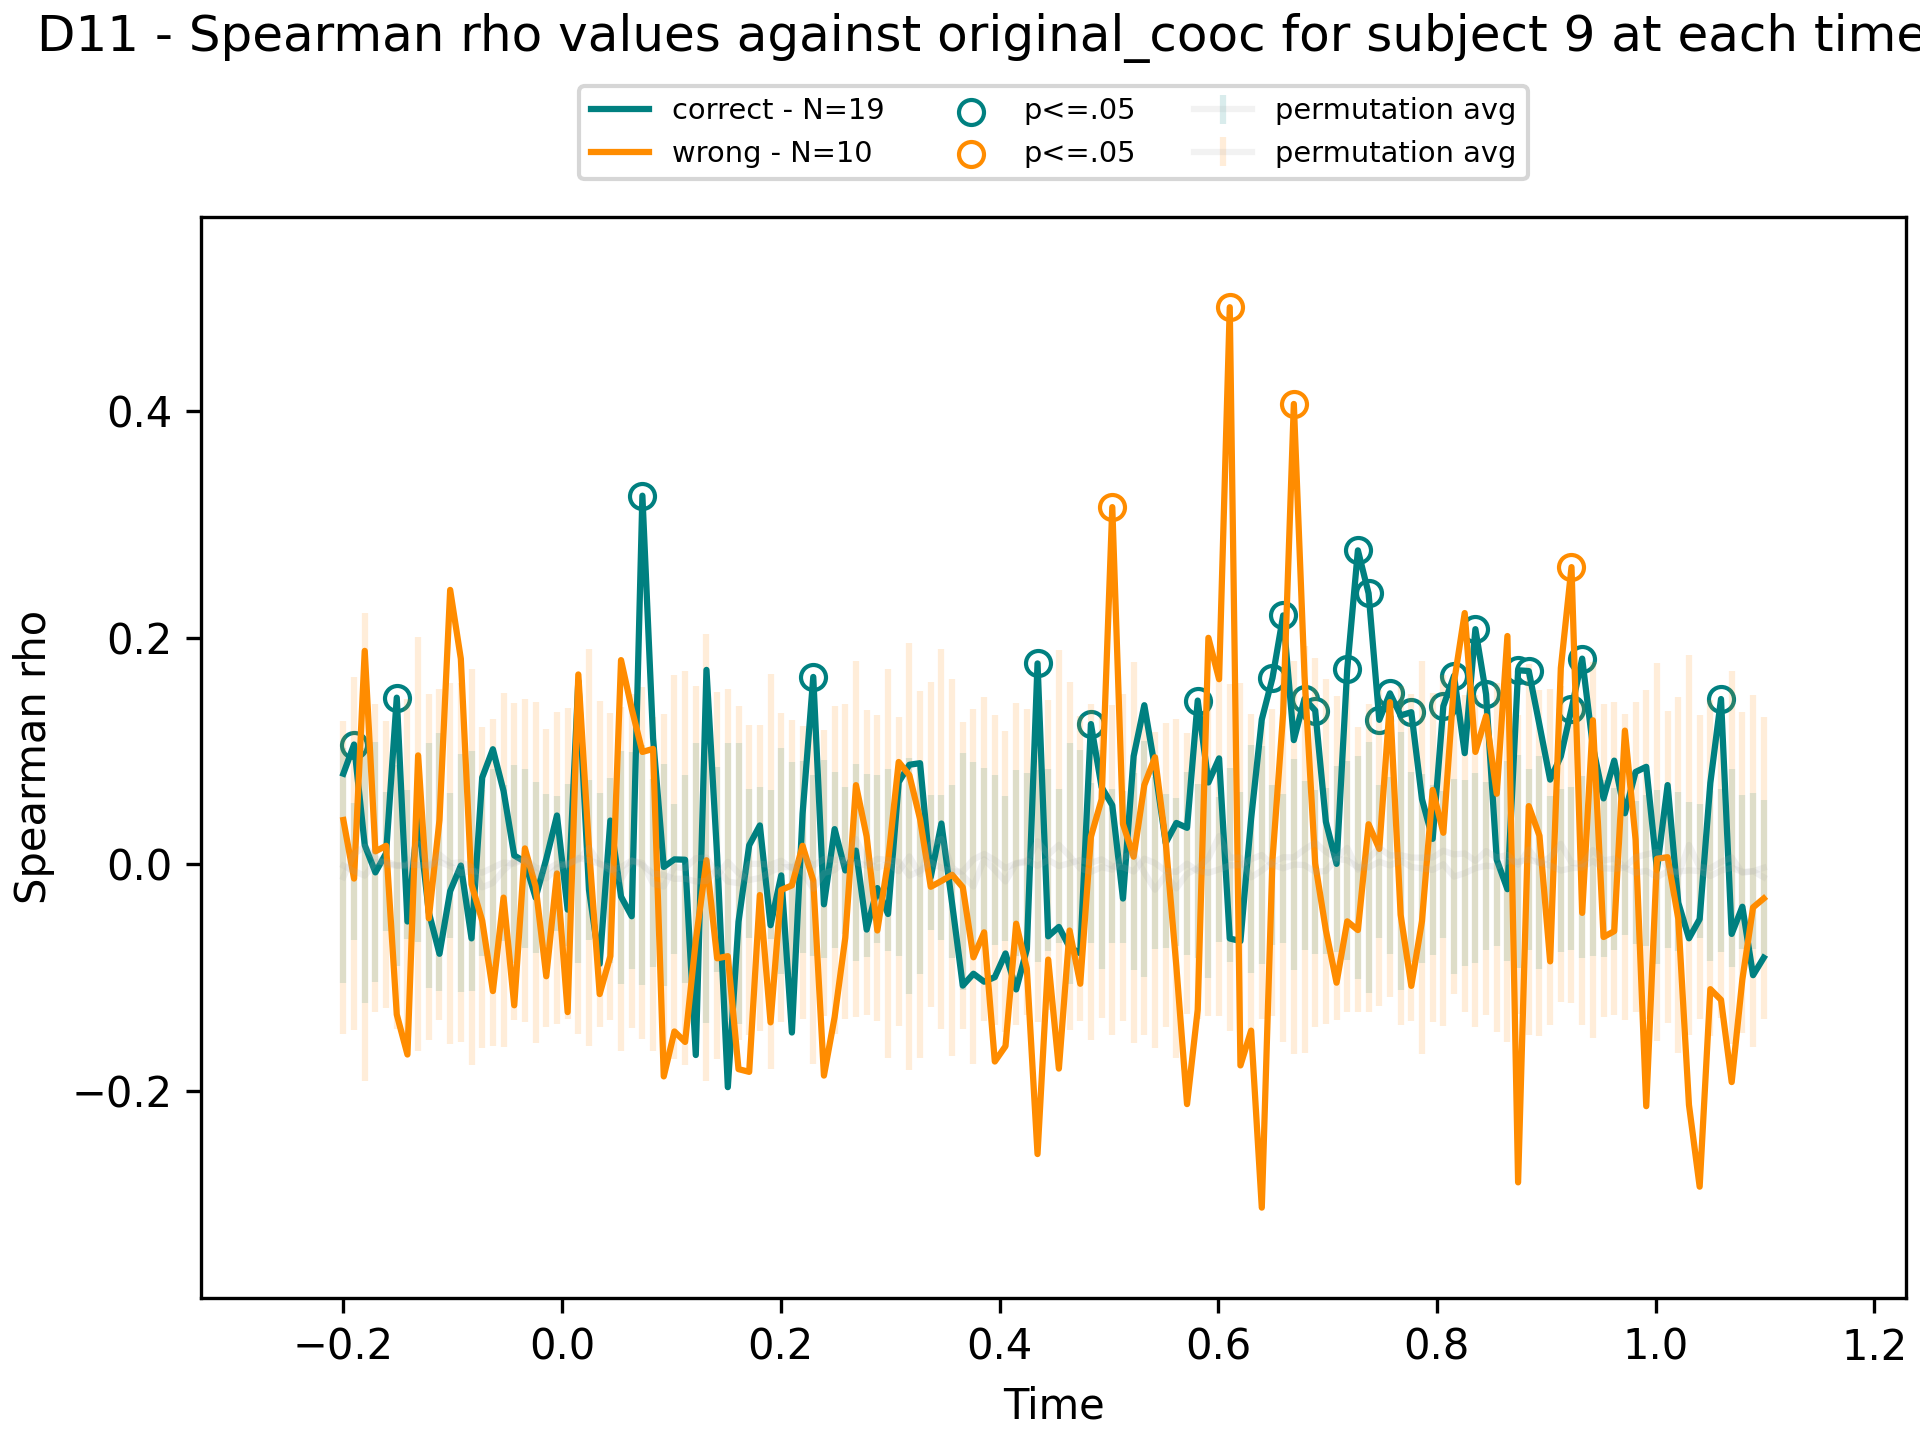 D11 - Spearman rho values against original_cooc for subject 9 at each time
correct - N=19 p<=.05 permutation avg
wrong - N=10 p<=.05 permutation avg
Spearman rho
0.4
0.2
0.0
−0.2
−0.2 0.0 0.2 0.4 0.6 0.8 1.0 1.2
Time